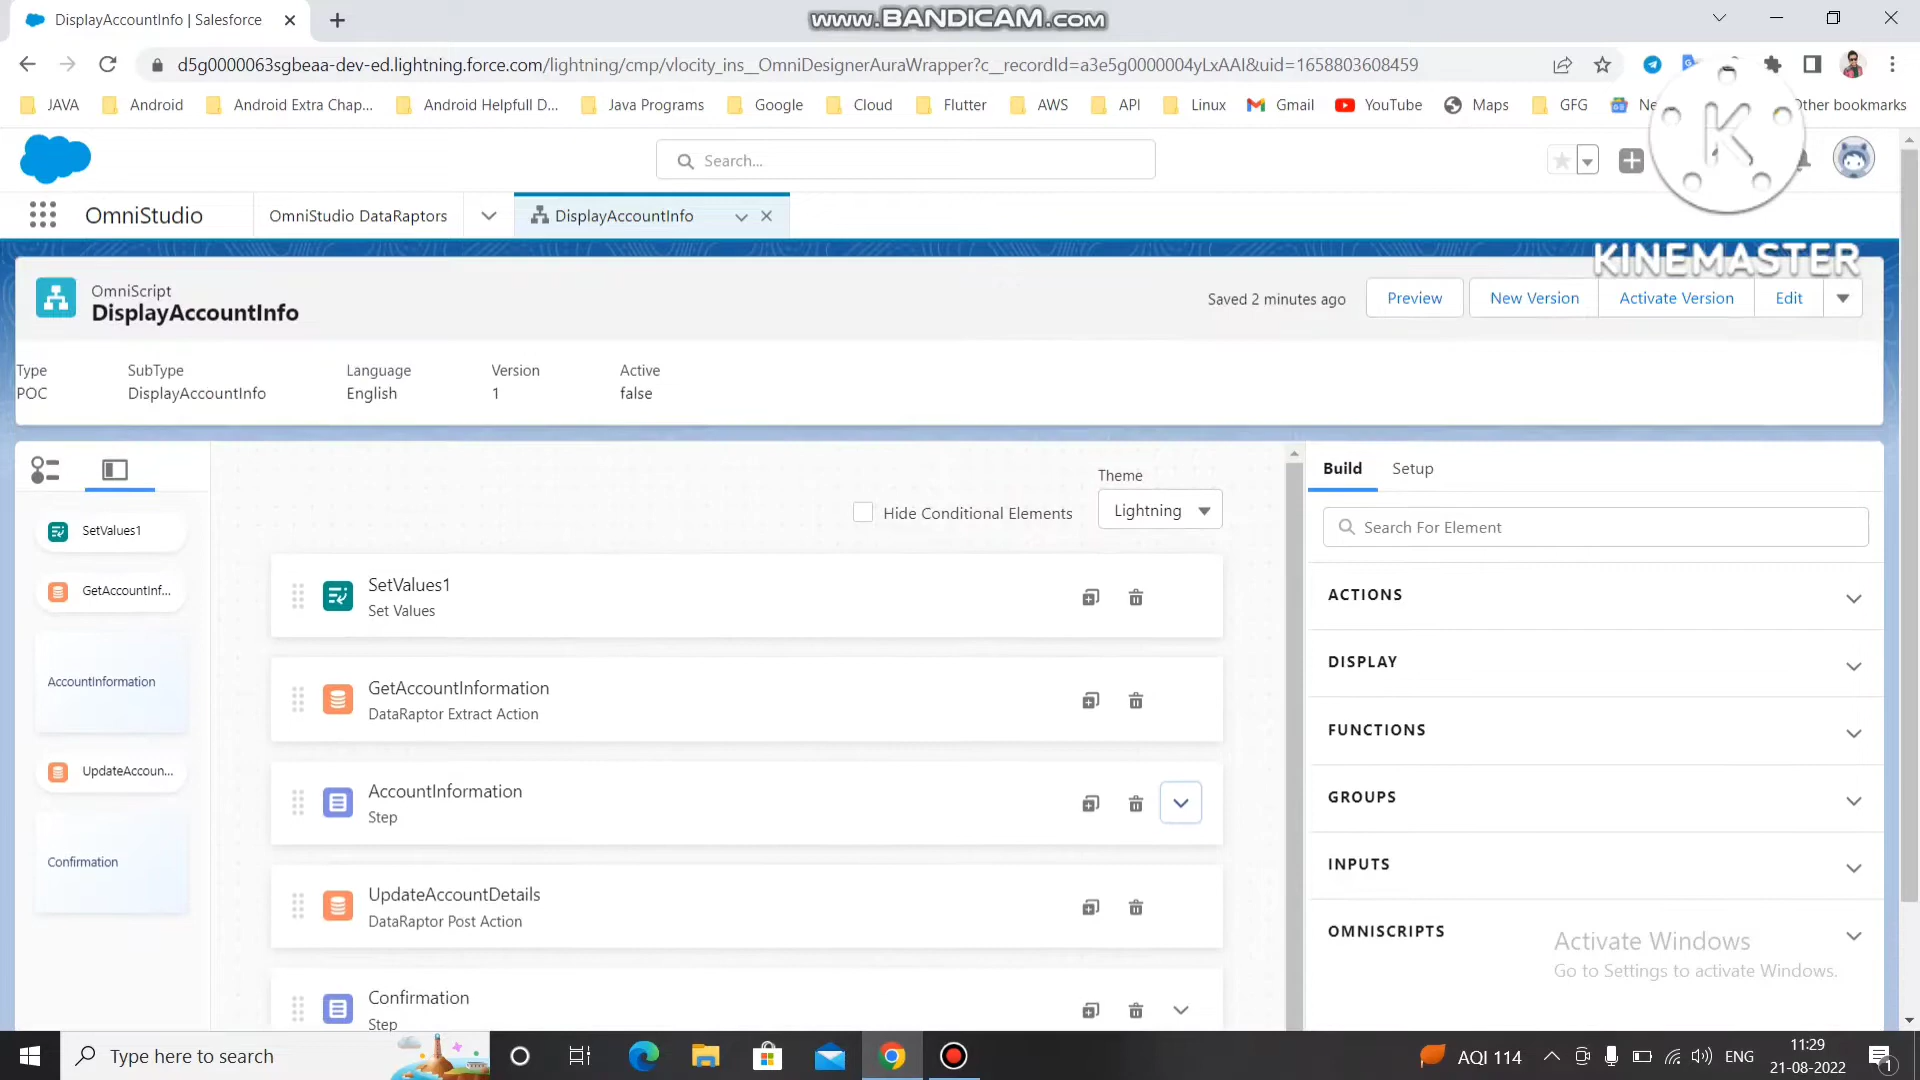 DisplayAccountInfo | Salesforce
www.BANDICAM.com
d5g0000063sgbeaa-dev-ed.lightning.force.com/lightning/cmp/vlocity_ins__OmniDesignerAuraWrapper?c__recordId=a3e5g0000004yLxAAI&uid=1658803608459
JAVA Android Android Extra Chap... Android Helpfull D... Java Programs Google Cloud Flutter AWS API Linux Gmail YouTube Maps GFG Other bookmarks
Search...
K
OmniStudio OmniStudio DataRaptors DisplayAccountInfo
KINEMASTER
OmniScript
DisplayAccountInfo
Saved 2 minutes ago Preview New Version Activate Version Edit
Type SubType Language Version Active
POC DisplayAccountInfo English 1 false
Build Setup
Theme
Hide Conditional Elements Lightning
Search For Element
SetValues1
GetAccountInf...
AccountInformation
UpdateAccoun...
Confirmation
SetValues1
Set Values
GetAccountInformation
DataRaptor Extract Action
AccountInformation
Step
UpdateAccountDetails
DataRaptor Post Action
Confirmation
Step
ACTIONS
DISPLAY
FUNCTIONS
GROUPS
INPUTS
OMNISCRIPTS
Activate Windows
Go to Settings to activate Windows.
Type here to search
AQI 114
ENG
11:29
21-08-2022
1